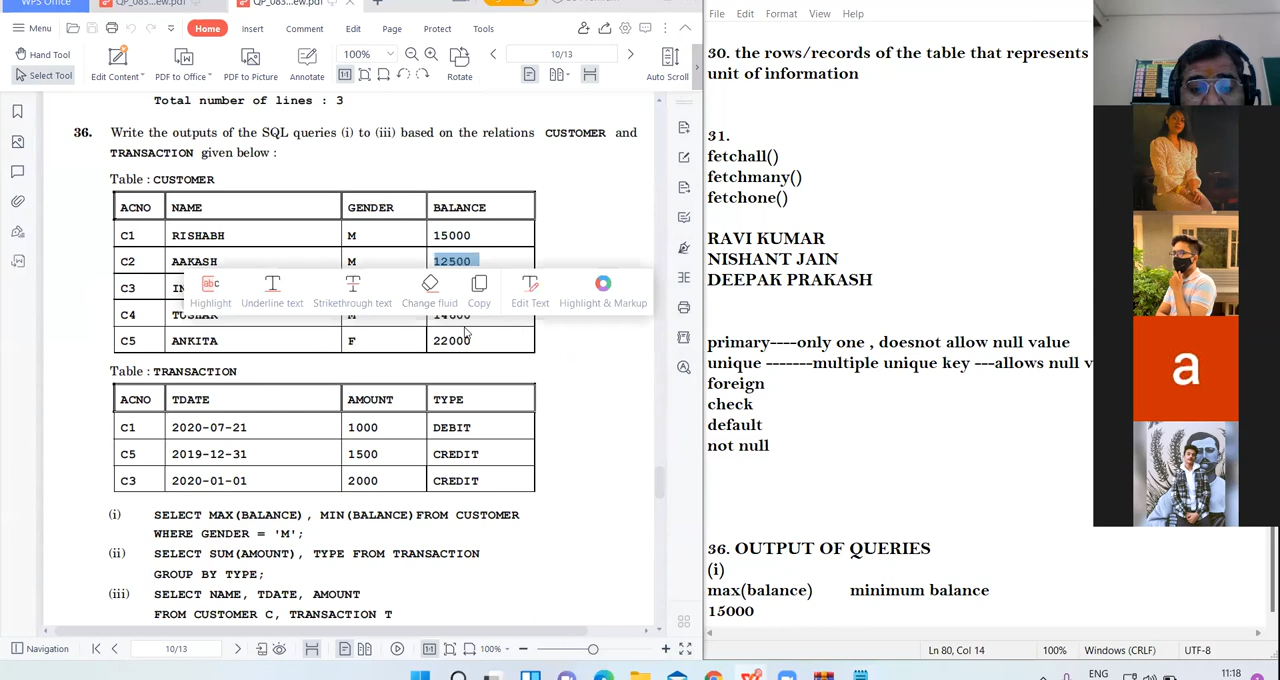 WPS Office
QP_083...ew.pdf
QP_083...ew.pdf
Menu
Home
Insert
Comment
Edit
Page
Protect
Tools
Hand Tool
Select Tool
Edit Content
PDF to Office
PDF to Picture
Annotate
100%
Rotate
10/13
Auto Scroll
Total number of lines : 3
36. Write the outputs of the SQL queries (i) to (iii) based on the relations CUSTOMER and
TRANSACTION given below :
Table : CUSTOMER
ACNO NAME GENDER BALANCE
C1 RISHABH M 15000
C2 AAKASH M 12500
C3
Highlight
Underline text
Strikethrough text
Change fluid
Copy
Edit Text
Highlight & Markup
C4 TUSHAR M 14600
C5 ANKITA F 22000
Table : TRANSACTION
ACNO TDATE AMOUNT TYPE
C1 2020-07-21 1000 DEBIT
C5 2019-12-31 1500 CREDIT
C3 2020-01-01 2000 CREDIT
(i) SELECT MAX(BALANCE), MIN(BALANCE)FROM CUSTOMER
WHERE GENDER = 'M';
(ii) SELECT SUM(AMOUNT), TYPE FROM TRANSACTION
GROUP BY TYPE;
(iii) SELECT NAME, TDATE, AMOUNT
FROM CUSTOMER C, TRANSACTION T
Navigation
10/13
100%
File Edit Format View Help
30. the rows/records of the table that represents
unit of information
31.
fetchall()
fetchmany()
fetchone()
RAVI KUMAR
NISHANT JAIN
DEEPAK PRAKASH
primary----only one , doesnot allow null value
unique -------multiple unique key ---allows null v
foreign
check
default
not null
36. OUTPUT OF QUERIES
(i)
max(balance) minimum balance
15000
Ln 80, Col 14 100% Windows (CRLF) UTF-8
a
ENG
11:18